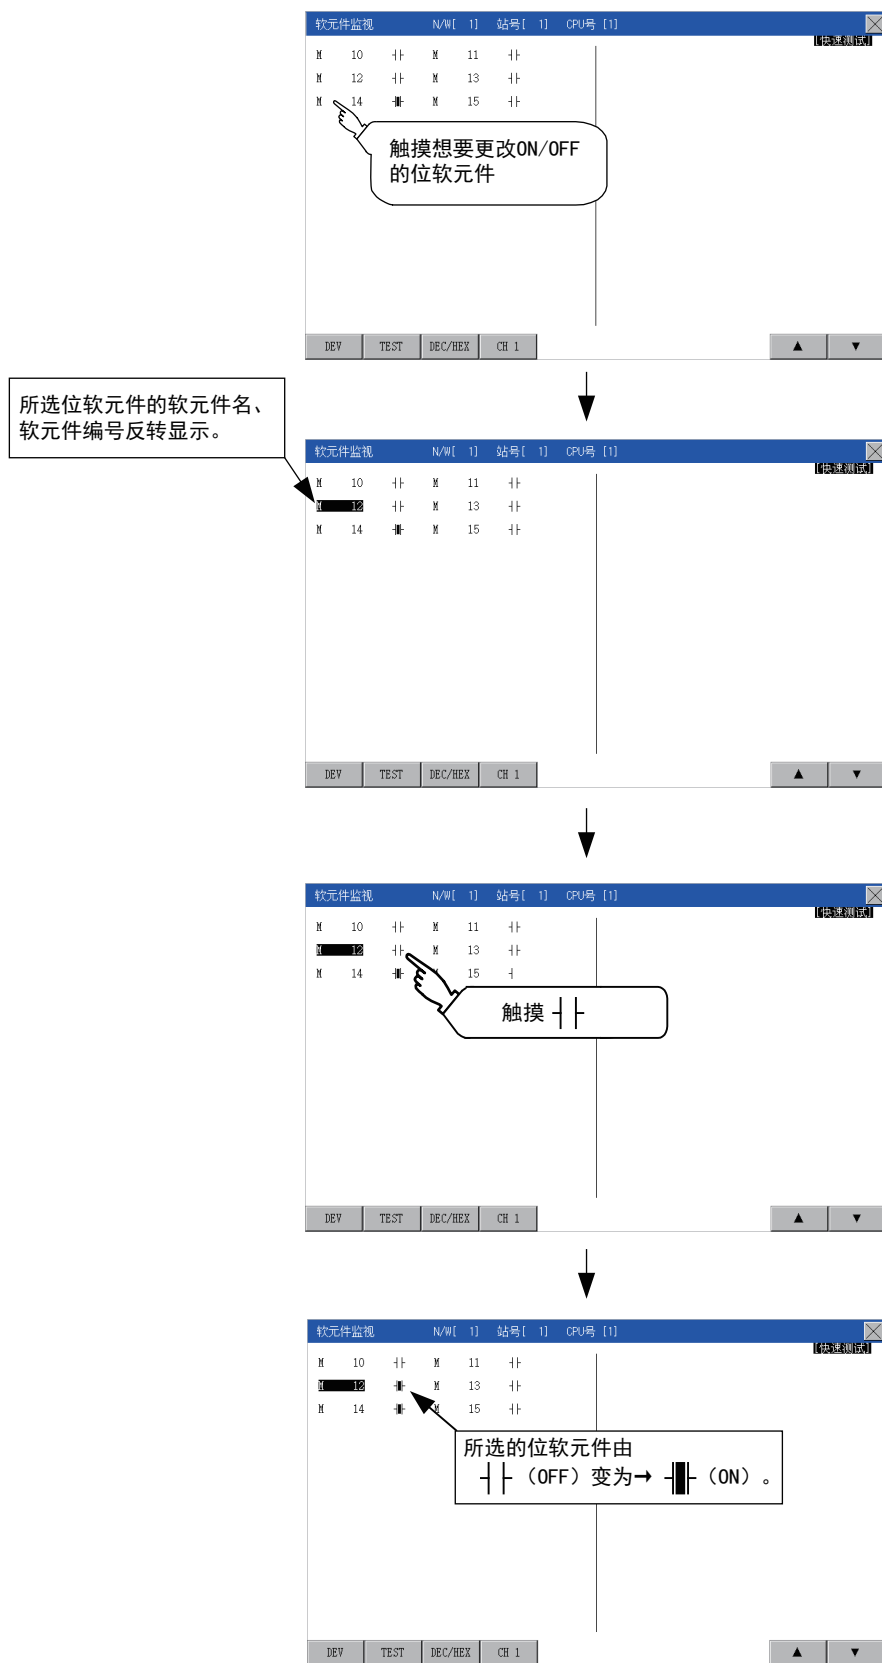 软元件监视 N/W[ 1] 站号[ 1] CPU号 [1]
[快速测试]
M 10 ┤├ M 11 ┤├
M 12 ┤├ M 13 ┤├
M 14 ┤█├ M 15 ┤├
触摸想要更改ON/OFF
的位软元件
DEV TEST DEC/HEX CH 1 ▲ ▼
所选位软元件的软元件名、
软元件编号反转显示。
软元件监视 N/W[ 1] 站号[ 1] CPU号 [1]
[快速测试]
M 10 ┤├ M 11 ┤├
M 12 ┤├ M 13 ┤├
M 14 ┤█├ M 15 ┤├
DEV TEST DEC/HEX CH 1 ▲ ▼
软元件监视 N/W[ 1] 站号[ 1] CPU号 [1]
[快速测试]
M 10 ┤├ M 11 ┤├
M 12 ┤├ M 13 ┤├
M 14 ┤█├ M 15 ┤
触摸 ┤├
DEV TEST DEC/HEX CH 1 ▲ ▼
软元件监视 N/W[ 1] 站号[ 1] CPU号 [1]
[快速测试]
M 10 ┤├ M 11 ┤├
M 12 ┤█├ M 13 ┤├
M 14 ┤█├ M 15 ┤├
所选的位软元件由
┤├ （OFF）变为→ ┤█├（ON）。
DEV TEST DEC/HEX CH 1 ▲ ▼